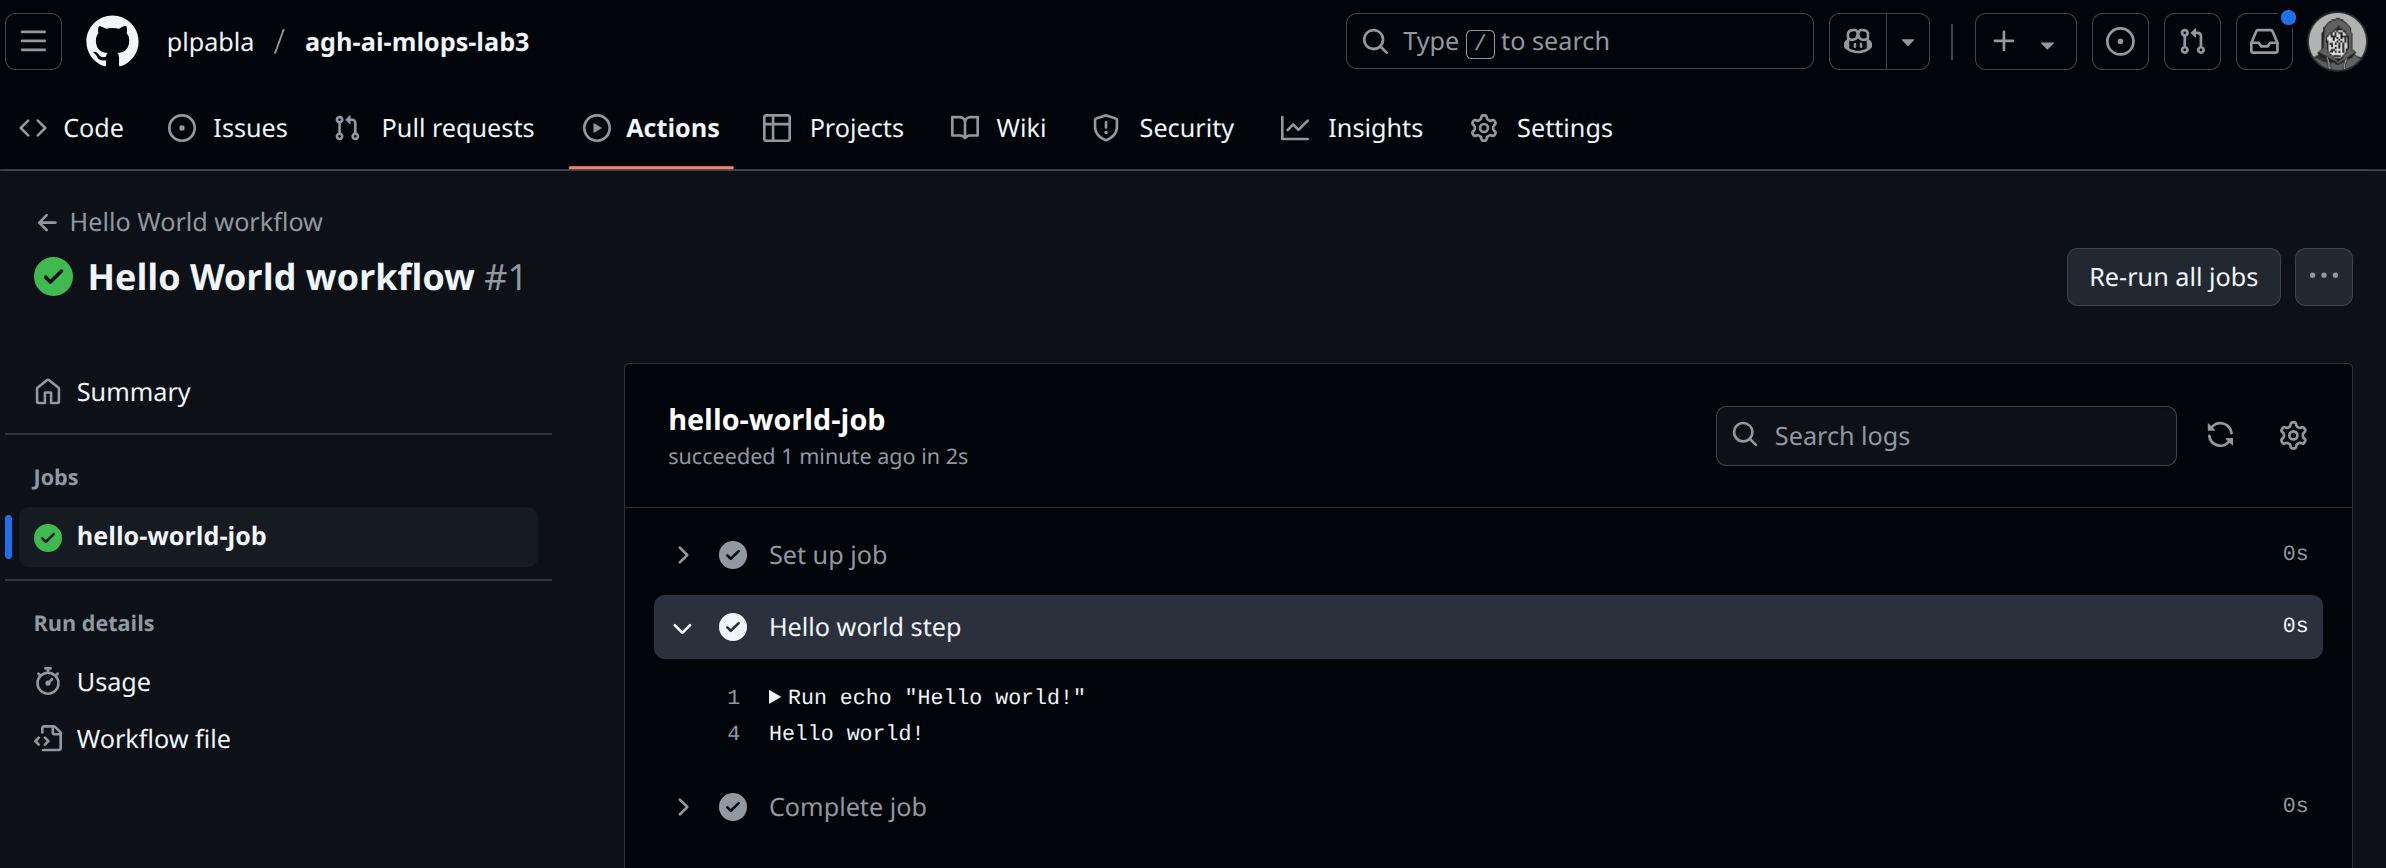 plpabla / agh-ai-mlops-lab3
Type / to search
Code
Issues
Pull requests
Actions
Projects
Wiki
Security
Insights
Settings
Hello World workflow
Hello World workflow #1
Re-run all jobs
Summary
Jobs
hello-world-job
Run details
Usage
Workflow file
hello-world-job
succeeded 1 minute ago in 2s
Search logs
Set up job 0s
Hello world step 0s
1 Run echo "Hello world!"
4 Hello world!
Complete job 0s